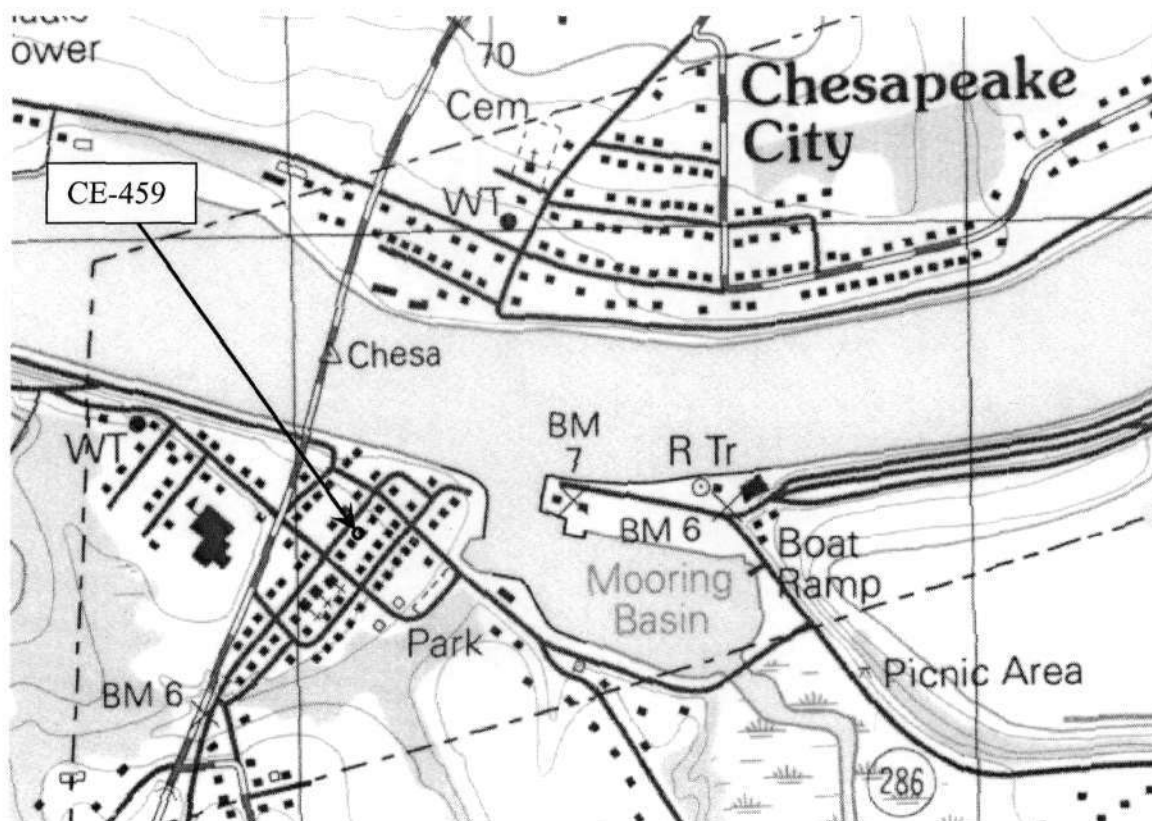 ower
70
Cem
Chesapeake
City
CE-459
WT
Chesa
WT
BM
7
R Tr
BM 6
Boat
Ramp
Mooring
Basin
Park
BM 6
Picnic Area
286